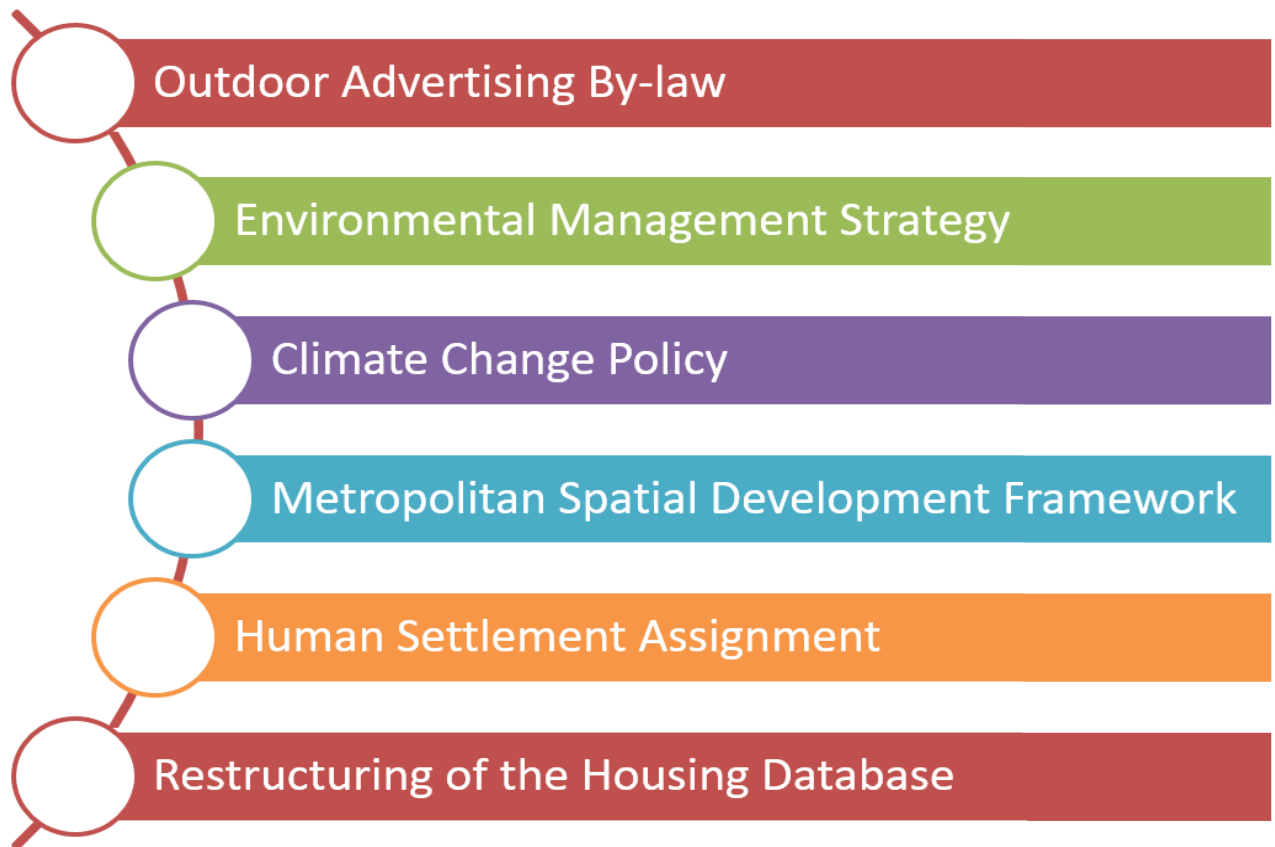 Outdoor Advertising By-law
Environmental Management Strategy
Climate Change Policy
Metropolitan Spatial Development Framework
Human Settlement Assignment
Restructuring of the Housing Database